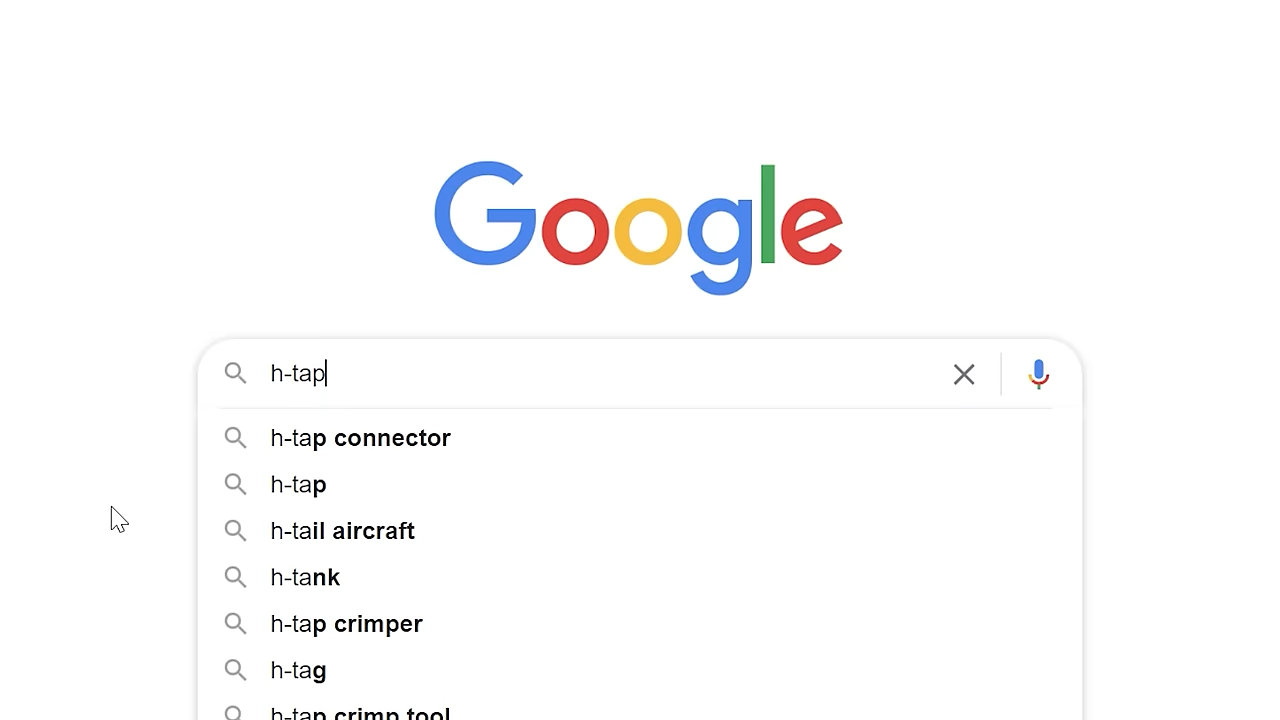 Google
h-tap
h-tap connector
h-tap
h-tail aircraft
h-tank
h-tap crimper
h-tag
h-tap crimp tool